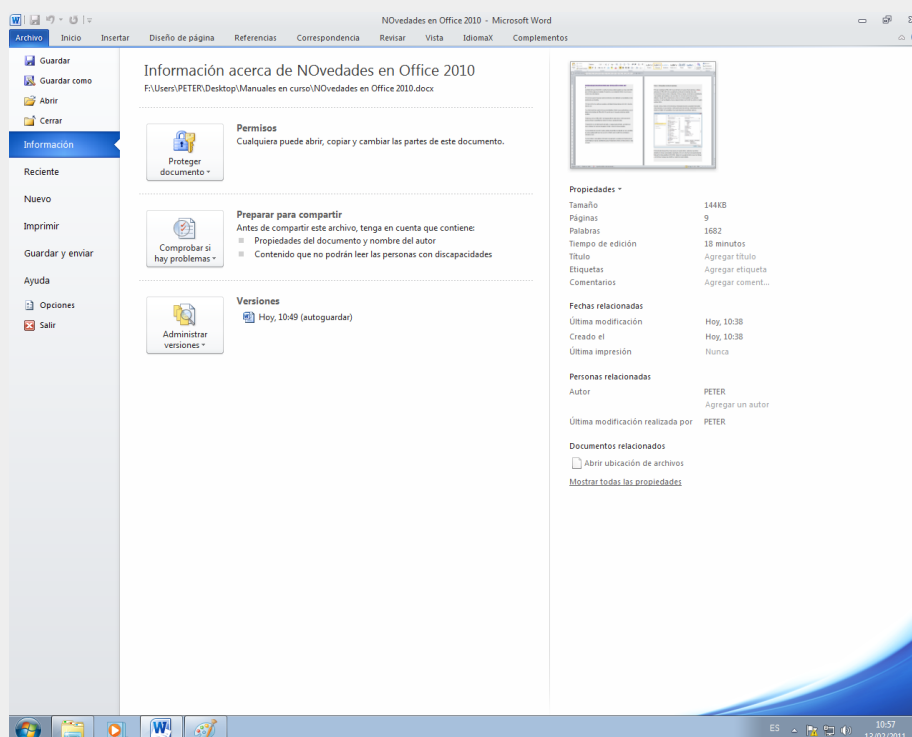 NOvedades en Office 2010 - Microsoft Word
Archivo Inicio Insertar Diseño de página Referencias Correspondencia Revisar Vista IdiomaX Complementos
Guardar
Guardar como
Abrir
Cerrar
Información
Reciente
Nuevo
Imprimir
Guardar y enviar
Ayuda
Opciones
Salir
Información acerca de NOvedades en Office 2010
F:\Users\PETER\Desktop\Manuales en curso\NOvedades en Office 2010.docx
Proteger
documento
Permisos
Cualquiera puede abrir, copiar y cambiar las partes de este documento.
Comprobar si
hay problemas
Preparar para compartir
Antes de compartir este archivo, tenga en cuenta que contiene:
Propiedades del documento y nombre del autor
Contenido que no podrán leer las personas con discapacidades
Administrar
versiones
Versiones
Hoy, 10:49 (autoguardar)
Propiedades
Tamaño 144KB
Páginas 9
Palabras 1682
Tiempo de edición 18 minutos
Título Agregar título
Etiquetas Agregar etiqueta
Comentarios Agregar coment...
Fechas relacionadas
Última modificación Hoy, 10:38
Creado el Hoy, 10:38
Última impresión Nunca
Personas relacionadas
Autor PETER
Agregar un autor
Última modificación realizada por PETER
Documentos relacionados
Abrir ubicación de archivos
Mostrar todas las propiedades
ES 10:57
12/02/2011